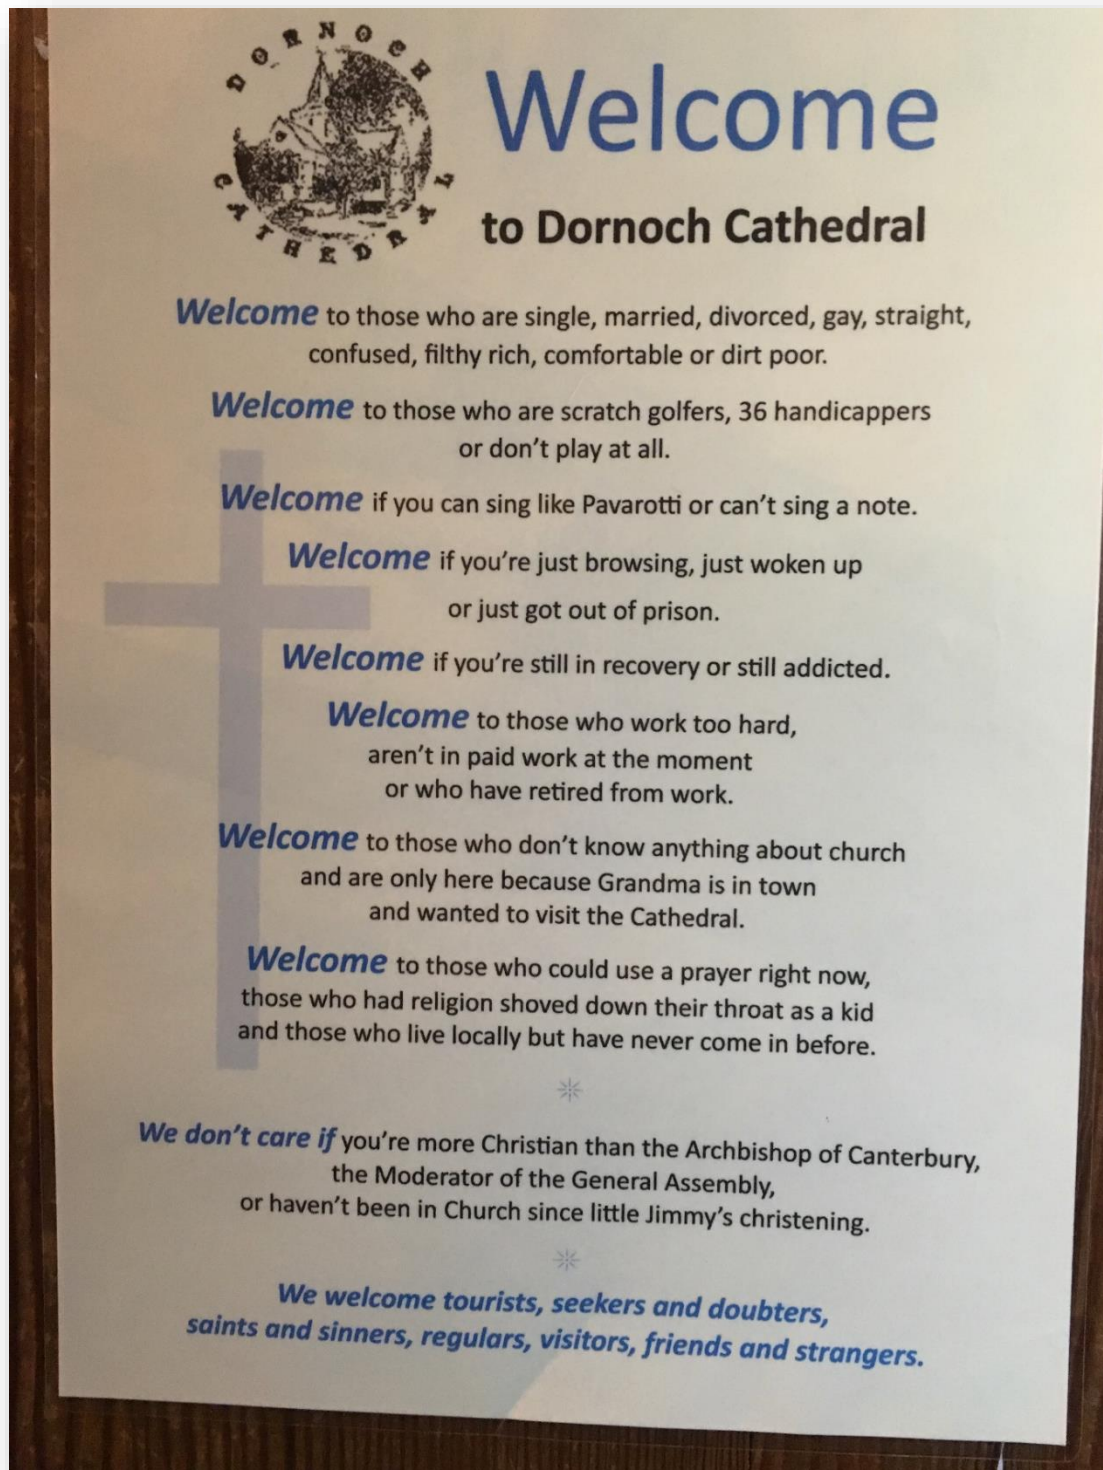 DORNOCH
CATHEDRAL
Welcome
to Dornoch Cathedral
Welcome to those who are single, married, divorced, gay, straight,
confused, filthy rich, comfortable or dirt poor.
Welcome to those who are scratch golfers, 36 handicappers
or don’t play at all.
Welcome if you can sing like Pavarotti or can’t sing a note.
Welcome if you’re just browsing, just woken up
or just got out of prison.
Welcome if you’re still in recovery or still addicted.
Welcome to those who work too hard,
aren’t in paid work at the moment
or who have retired from work.
Welcome to those who don’t know anything about church
and are only here because Grandma is in town
and wanted to visit the Cathedral.
Welcome to those who could use a prayer right now,
those who had religion shoved down their throat as a kid
and those who live locally but have never come in before.
We don’t care if you’re more Christian than the Archbishop of Canterbury,
the Moderator of the General Assembly,
or haven’t been in Church since little Jimmy’s christening.
We welcome tourists, seekers and doubters,
saints and sinners, regulars, visitors, friends and strangers.